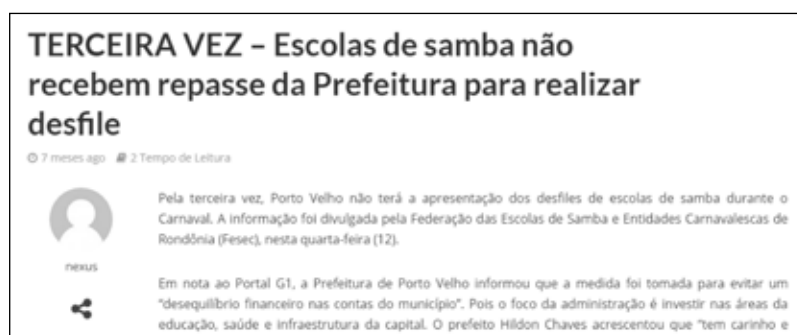 TERCEIRA VEZ – Escolas de samba não
recebem repasse da Prefeitura para realizar
desfile
7 meses ago 2 Tempo de Leitura
Pela terceira vez, Porto Velho não terá a apresentação dos desfiles de escolas de samba durante o
Carnaval. A informação foi divulgada pela Federação das Escolas de Samba e Entidades Carnavalescas de
Rondônia (Fesec), nesta quarta-feira (12).
nexus
Em nota ao Portal G1, a Prefeitura de Porto Velho informou que a medida foi tomada para evitar um
"desequilíbrio financeiro nas contas do município". Pois o foco da administração é investir nas áreas da
educação, saúde e infraestrutura da capital. O prefeito Hildon Chaves acrescentou que "tem carinho e